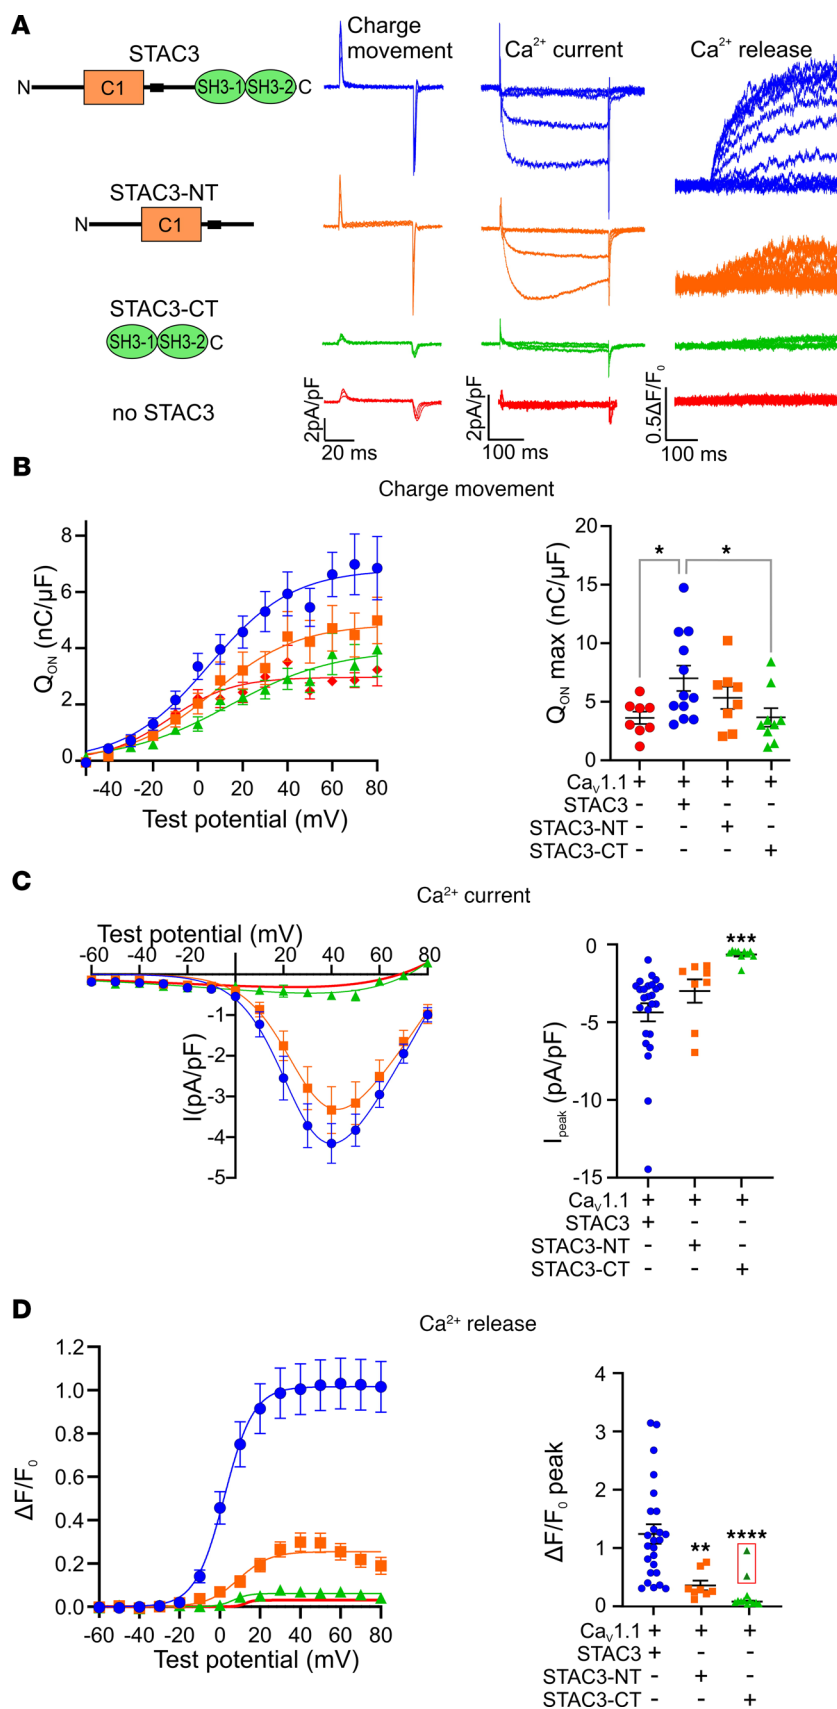 A
STAC3
Charge movement
Ca²⁺ current
Ca²⁺ release
N C1 SH3-1 SH3-2 C
STAC3-NT
N C1
STAC3-CT
SH3-1 SH3-2 C
no STAC3
2pA/pF
20 ms
2pA/pF
100 ms
0.5ΔF/F₀
100 ms
B
Charge movement
Q_ON (nC/µF)
8
6
4
2
0
-40 -20 0 20 40 60 80
Test potential (mV)
Q_ON max (nC/µF)
20
15
10
5
0
* *
Caᵥ1.1 + + + +
STAC3 - + - -
STAC3-NT - - + -
STAC3-CT - - - +
C
Ca²⁺ current
Test potential (mV)
-60 -40 -20 0 20 40 60 80
-1
-2
-3
-4
-5
I(pA/pF)
I_peak (pA/pF)
0
-5
-10
-15
***
Caᵥ1.1 + + +
STAC3 + - -
STAC3-NT - + -
STAC3-CT - - +
D
Ca²⁺ release
ΔF/F₀
1.2
1.0
0.8
0.6
0.4
0.2
0.0
-60 -40 -20 0 20 40 60 80
Test potential (mV)
ΔF/F₀ peak
4
3
2
1
0
** ****
Caᵥ1.1 + + +
STAC3 + - -
STAC3-NT - + -
STAC3-CT - - +